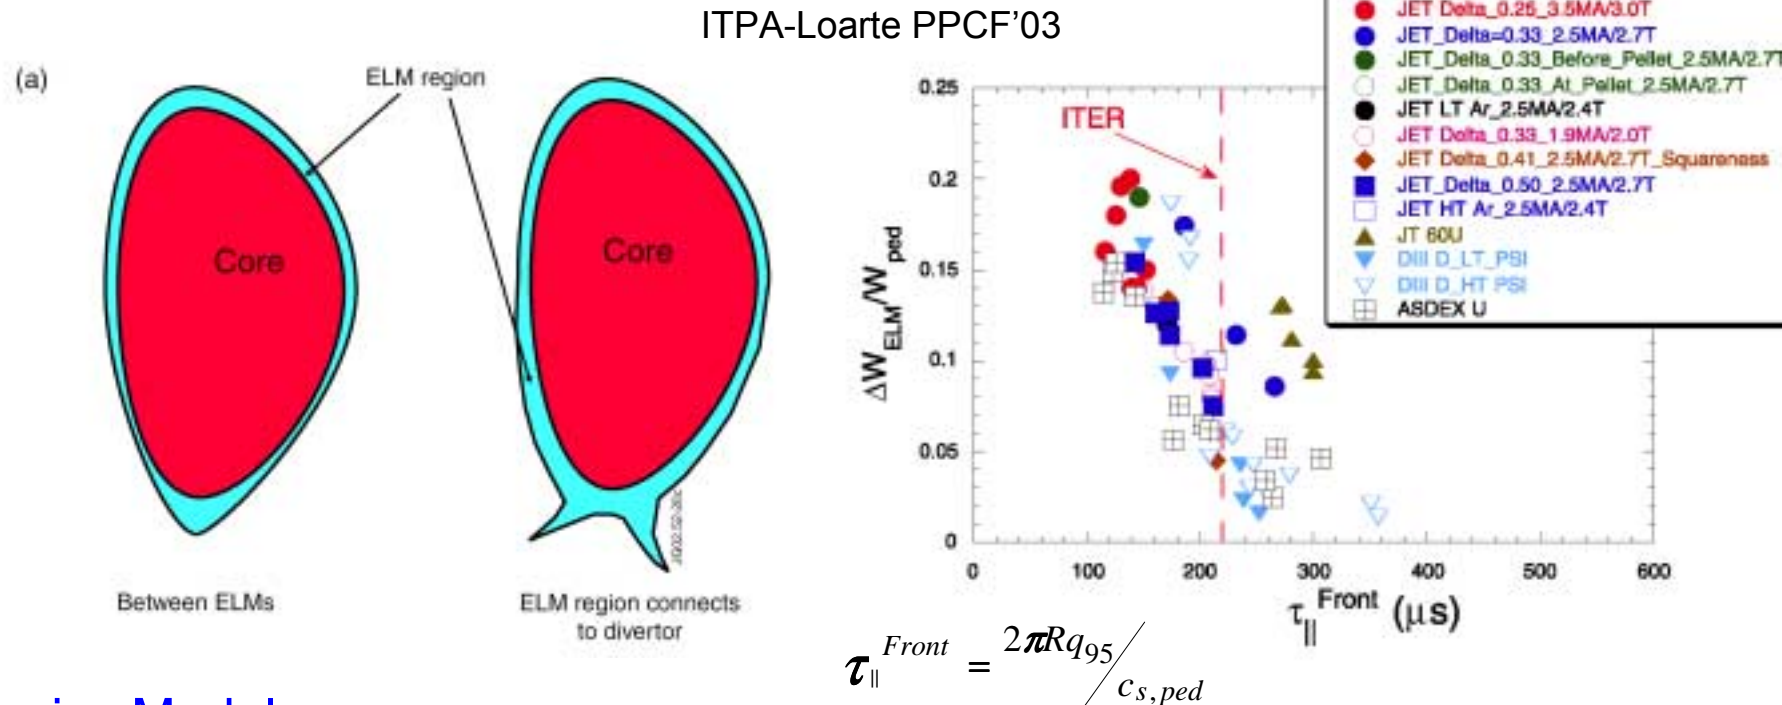 ITPA-Loarte PPCF'03
(a)
ELM region
Core
Core
JG02.52-26c
Between ELMs
ELM region connects
to divertor
JET Delta_0.25_3.5MA/3.0T
JET_Delta=0.33_2.5MA/2.7T
JET_Delta_0.33_Before_Pellet_2.5MA/2.7T
JET_Delta_0.33_At_Pellet_2.5MA/2.7T
JET LT Ar_2.5MA/2.4T
JET Delta_0.33_1.9MA/2.0T
JET Delta_0.41_2.5MA/2.7T_Squareness
JET_Delta_0.50_2.5MA/2.7T
JET HT Ar_2.5MA/2.4T
JT 60U
DIII D_LT_PSI
DIII D_HT PSI
ASDEX U
ITER
0.25
0.2
0.15
0.1
0.05
0
ΔW_ELM/W_ped
0 100 200 300 400 500 600
τ_||^Front (μs)
τ_||^Front = 2πRq_95/c_s,ped